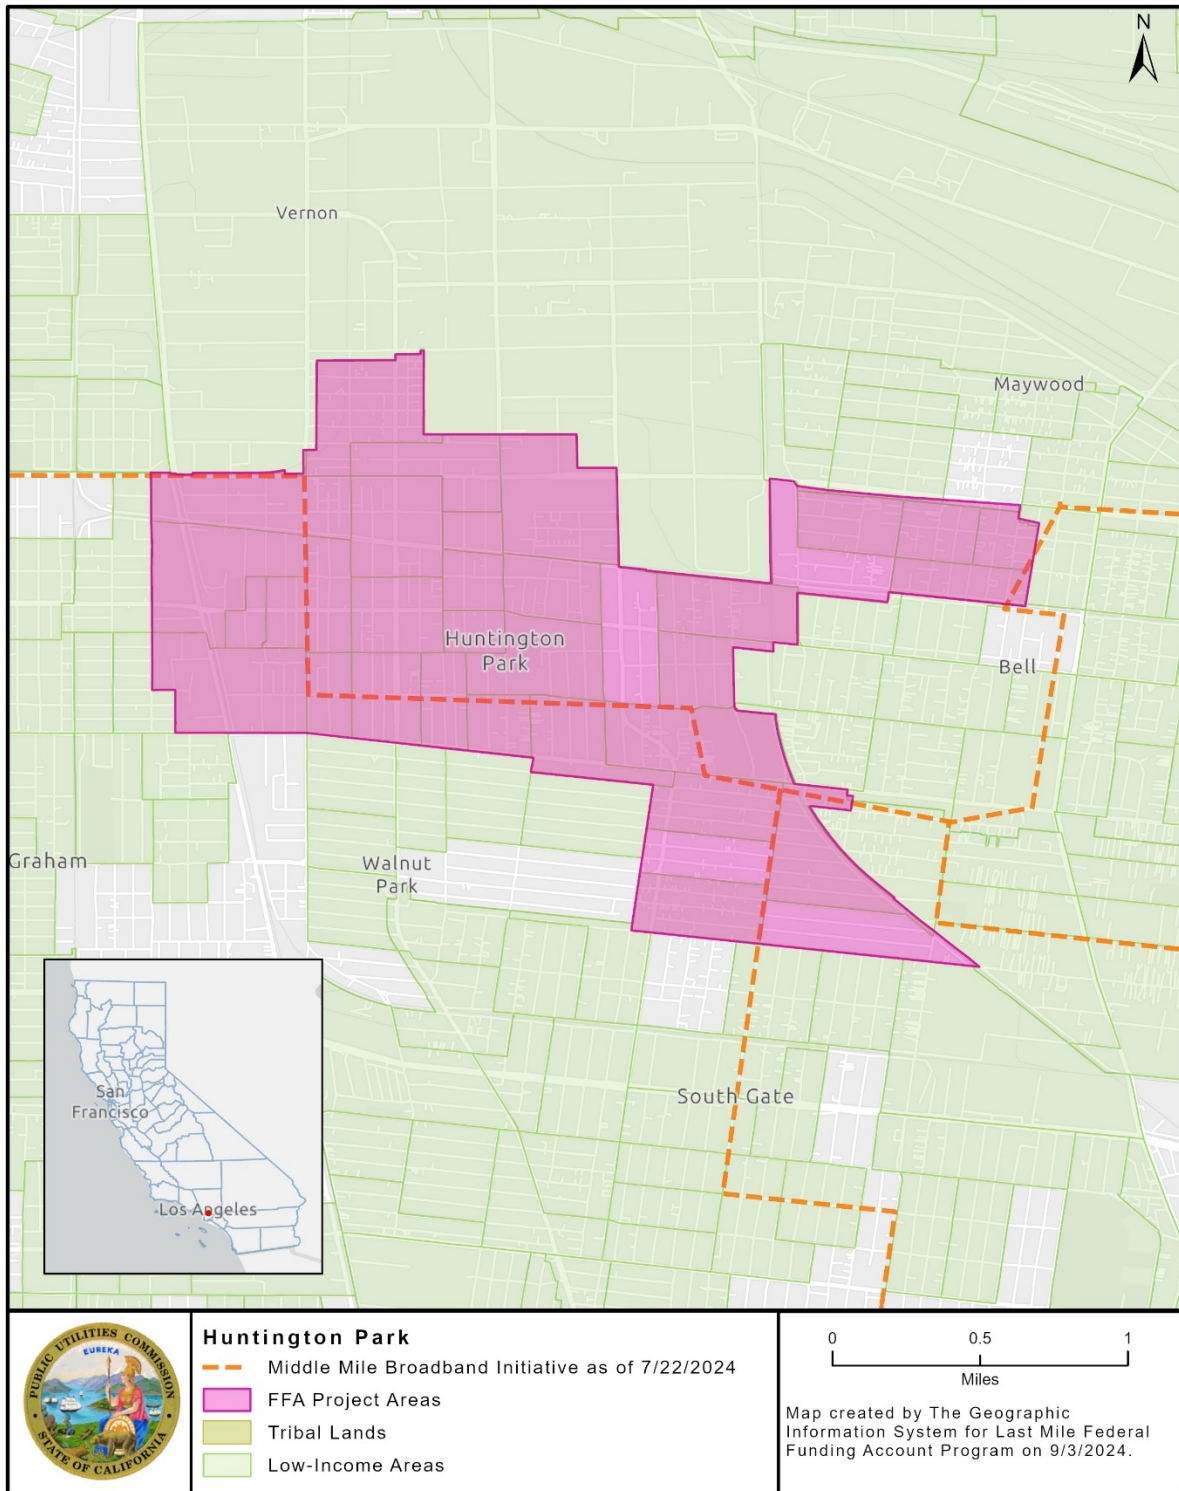 N
Vernon
Maywood
Huntington
Park
Bell
Graham
Walnut
Park
South Gate
San
Francisco
Los Angeles
PUBLIC UTILITIES COMMISSION
EUREKA
STATE OF CALIFORNIA
Huntington Park
Middle Mile Broadband Initiative as of 7/22/2024
FFA Project Areas
Tribal Lands
Low-Income Areas
0 0.5 1
Miles
Map created by The Geographic
Information System for Last Mile Federal
Funding Account Program on 9/3/2024.